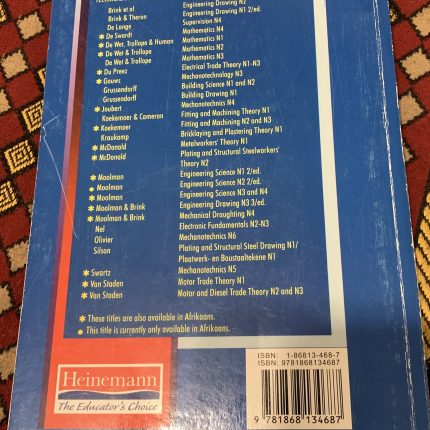 Engineering Drawing N2
Brink et al Engineering Drawing N1 2/ed.
Brink & Theron Supervision N4
De Lange Mathematics N4
* De Swardt Mathematics N1
* De Wet, Trollope & Human Mathematics N2
* De Wet & Trollope Mathematics N3
De Wet & Trollope Electrical Trade Theory N1-N3
* Du Preez Mechanotechnology N3
* Gouws Building Science N1 and N2
Grussendorff Building Drawing N1
Grussendorff Mechanotechnics N4
* Joubert Fitting and Machining Theory N1
Koekemoer & Cameron Fitting and Machining N2 and N3
* Koekemoer Bricklaying and Plastering Theory N1
Kraukamp Metalworkers' Theory N1
* McDonald Plating and Structural Steelworkers'
* McDonald Theory N2
* Moolman Engineering Science N1 2/ed.
● Moolman Engineering Science N2 2/ed.
* Moolman Engineering Science N3 and N4
* Moolman & Brink Engineering Drawing N3 3/ed.
* Moolman & Brink Mechanical Draughting N4
Nel Electronic Fundamentals N2-N3
Olivier Mechanotechnics N6
Silson Plating and Structural Steel Drawing N1/
Plaatwerk- en Boustaaltekene N1
* Swartz Mechanotechnics N5
* Van Staden Motor Trade Theory N1
* Van Staden Motor and Diesel Trade Theory N2 and N3
* These titles are also available in Afrikaans.
● This title is currently only available in Afrikaans.
ISBN: 1-86813-468-7
ISBN: 9781868134687
Heinemann
The Educator's Choice
9 781868 134687